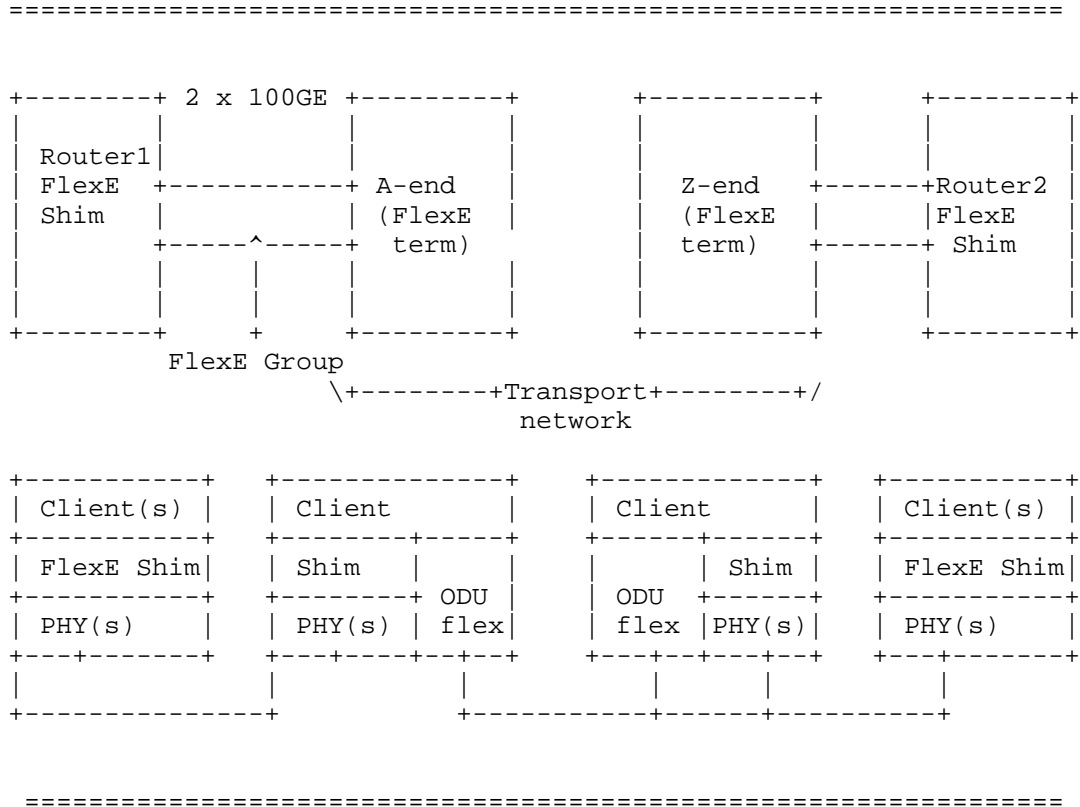 2 x 100GE
Router1
FlexE A-end Z-end Router2
Shim (FlexE (FlexE FlexE
term) term) Shim
FlexE Group
Transport
network
Client(s) Client Client Client(s)
FlexE Shim Shim Shim FlexE Shim
ODU ODU
PHY(s) PHY(s) flex flex PHY(s) PHY(s)